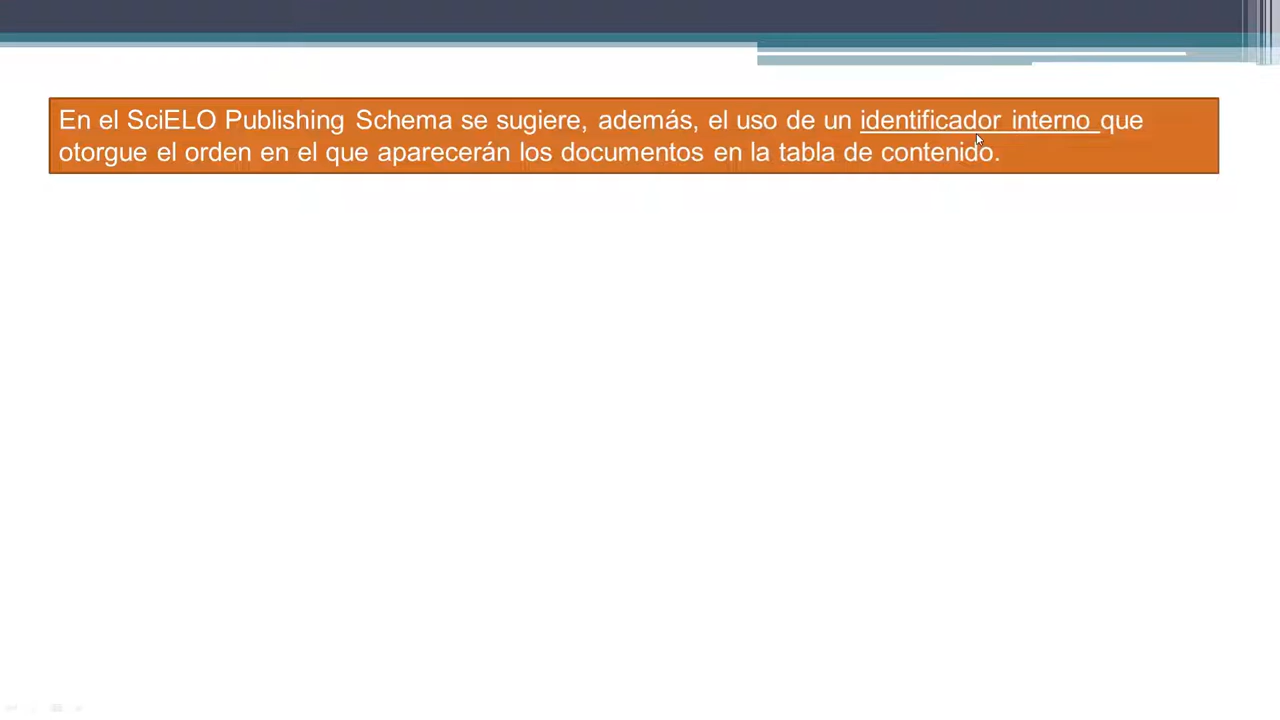 En el SciELO Publishing Schema se sugiere, además, el uso de un identificador interno que
otorgue el orden en el que aparecerán los documentos en la tabla de contenido.